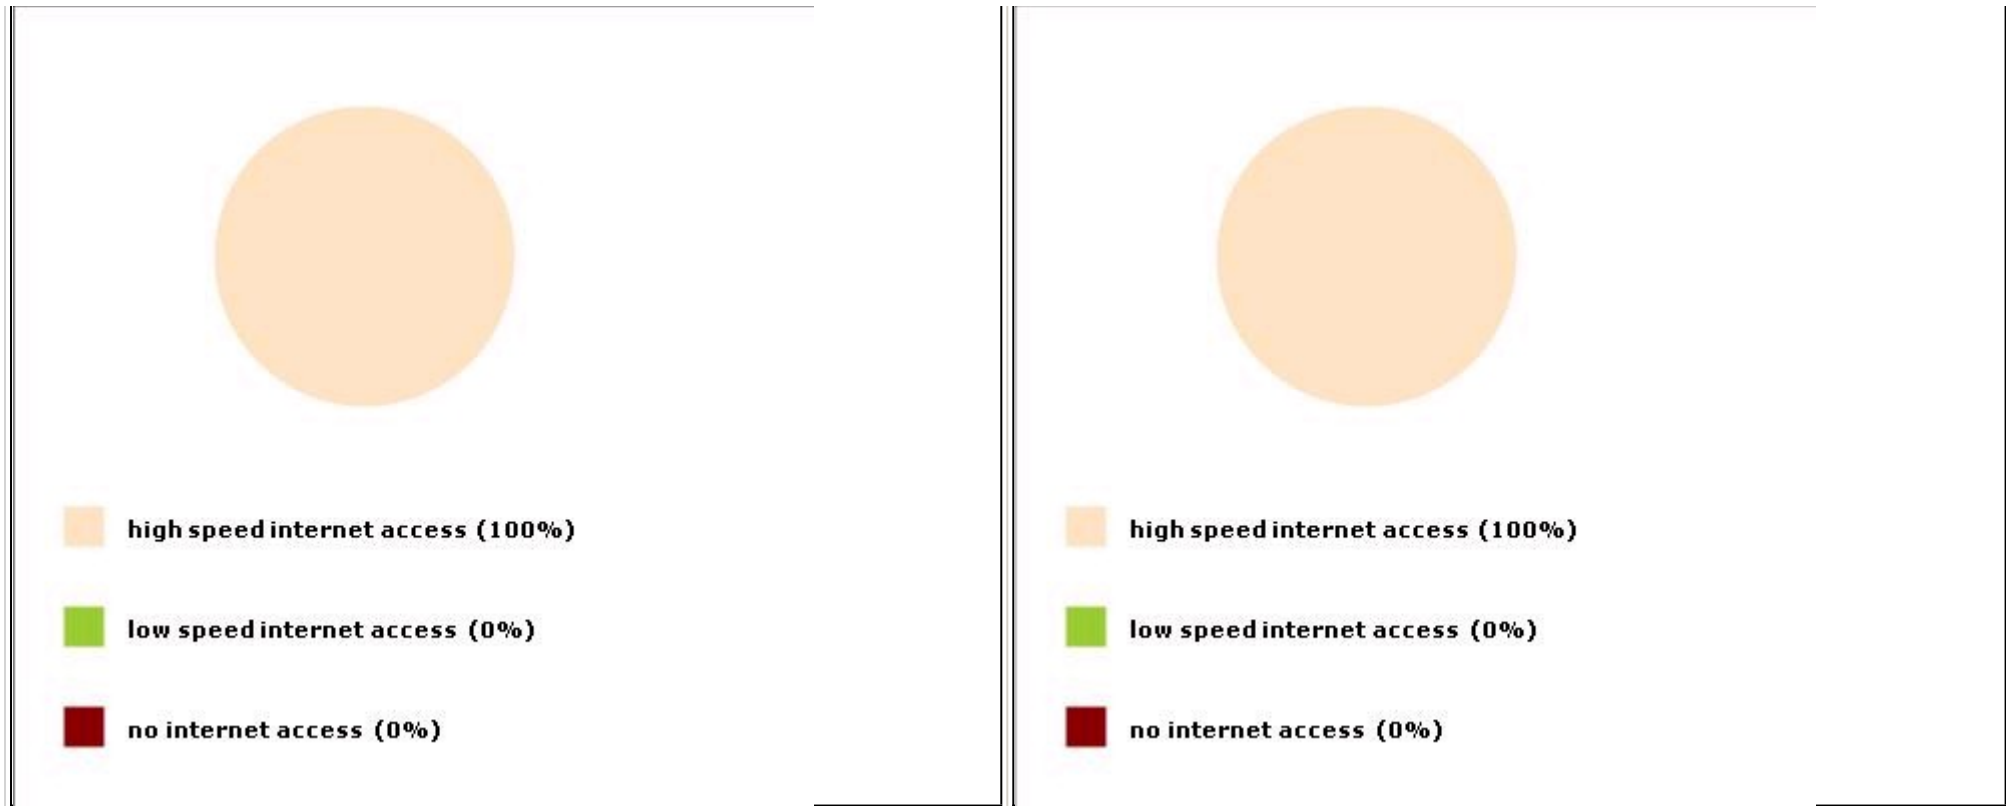 high speed internet access (100%)
low speed internet access (0%)
no internet access (0%)
high speed internet access (100%)
low speed internet access (0%)
no internet access (0%)